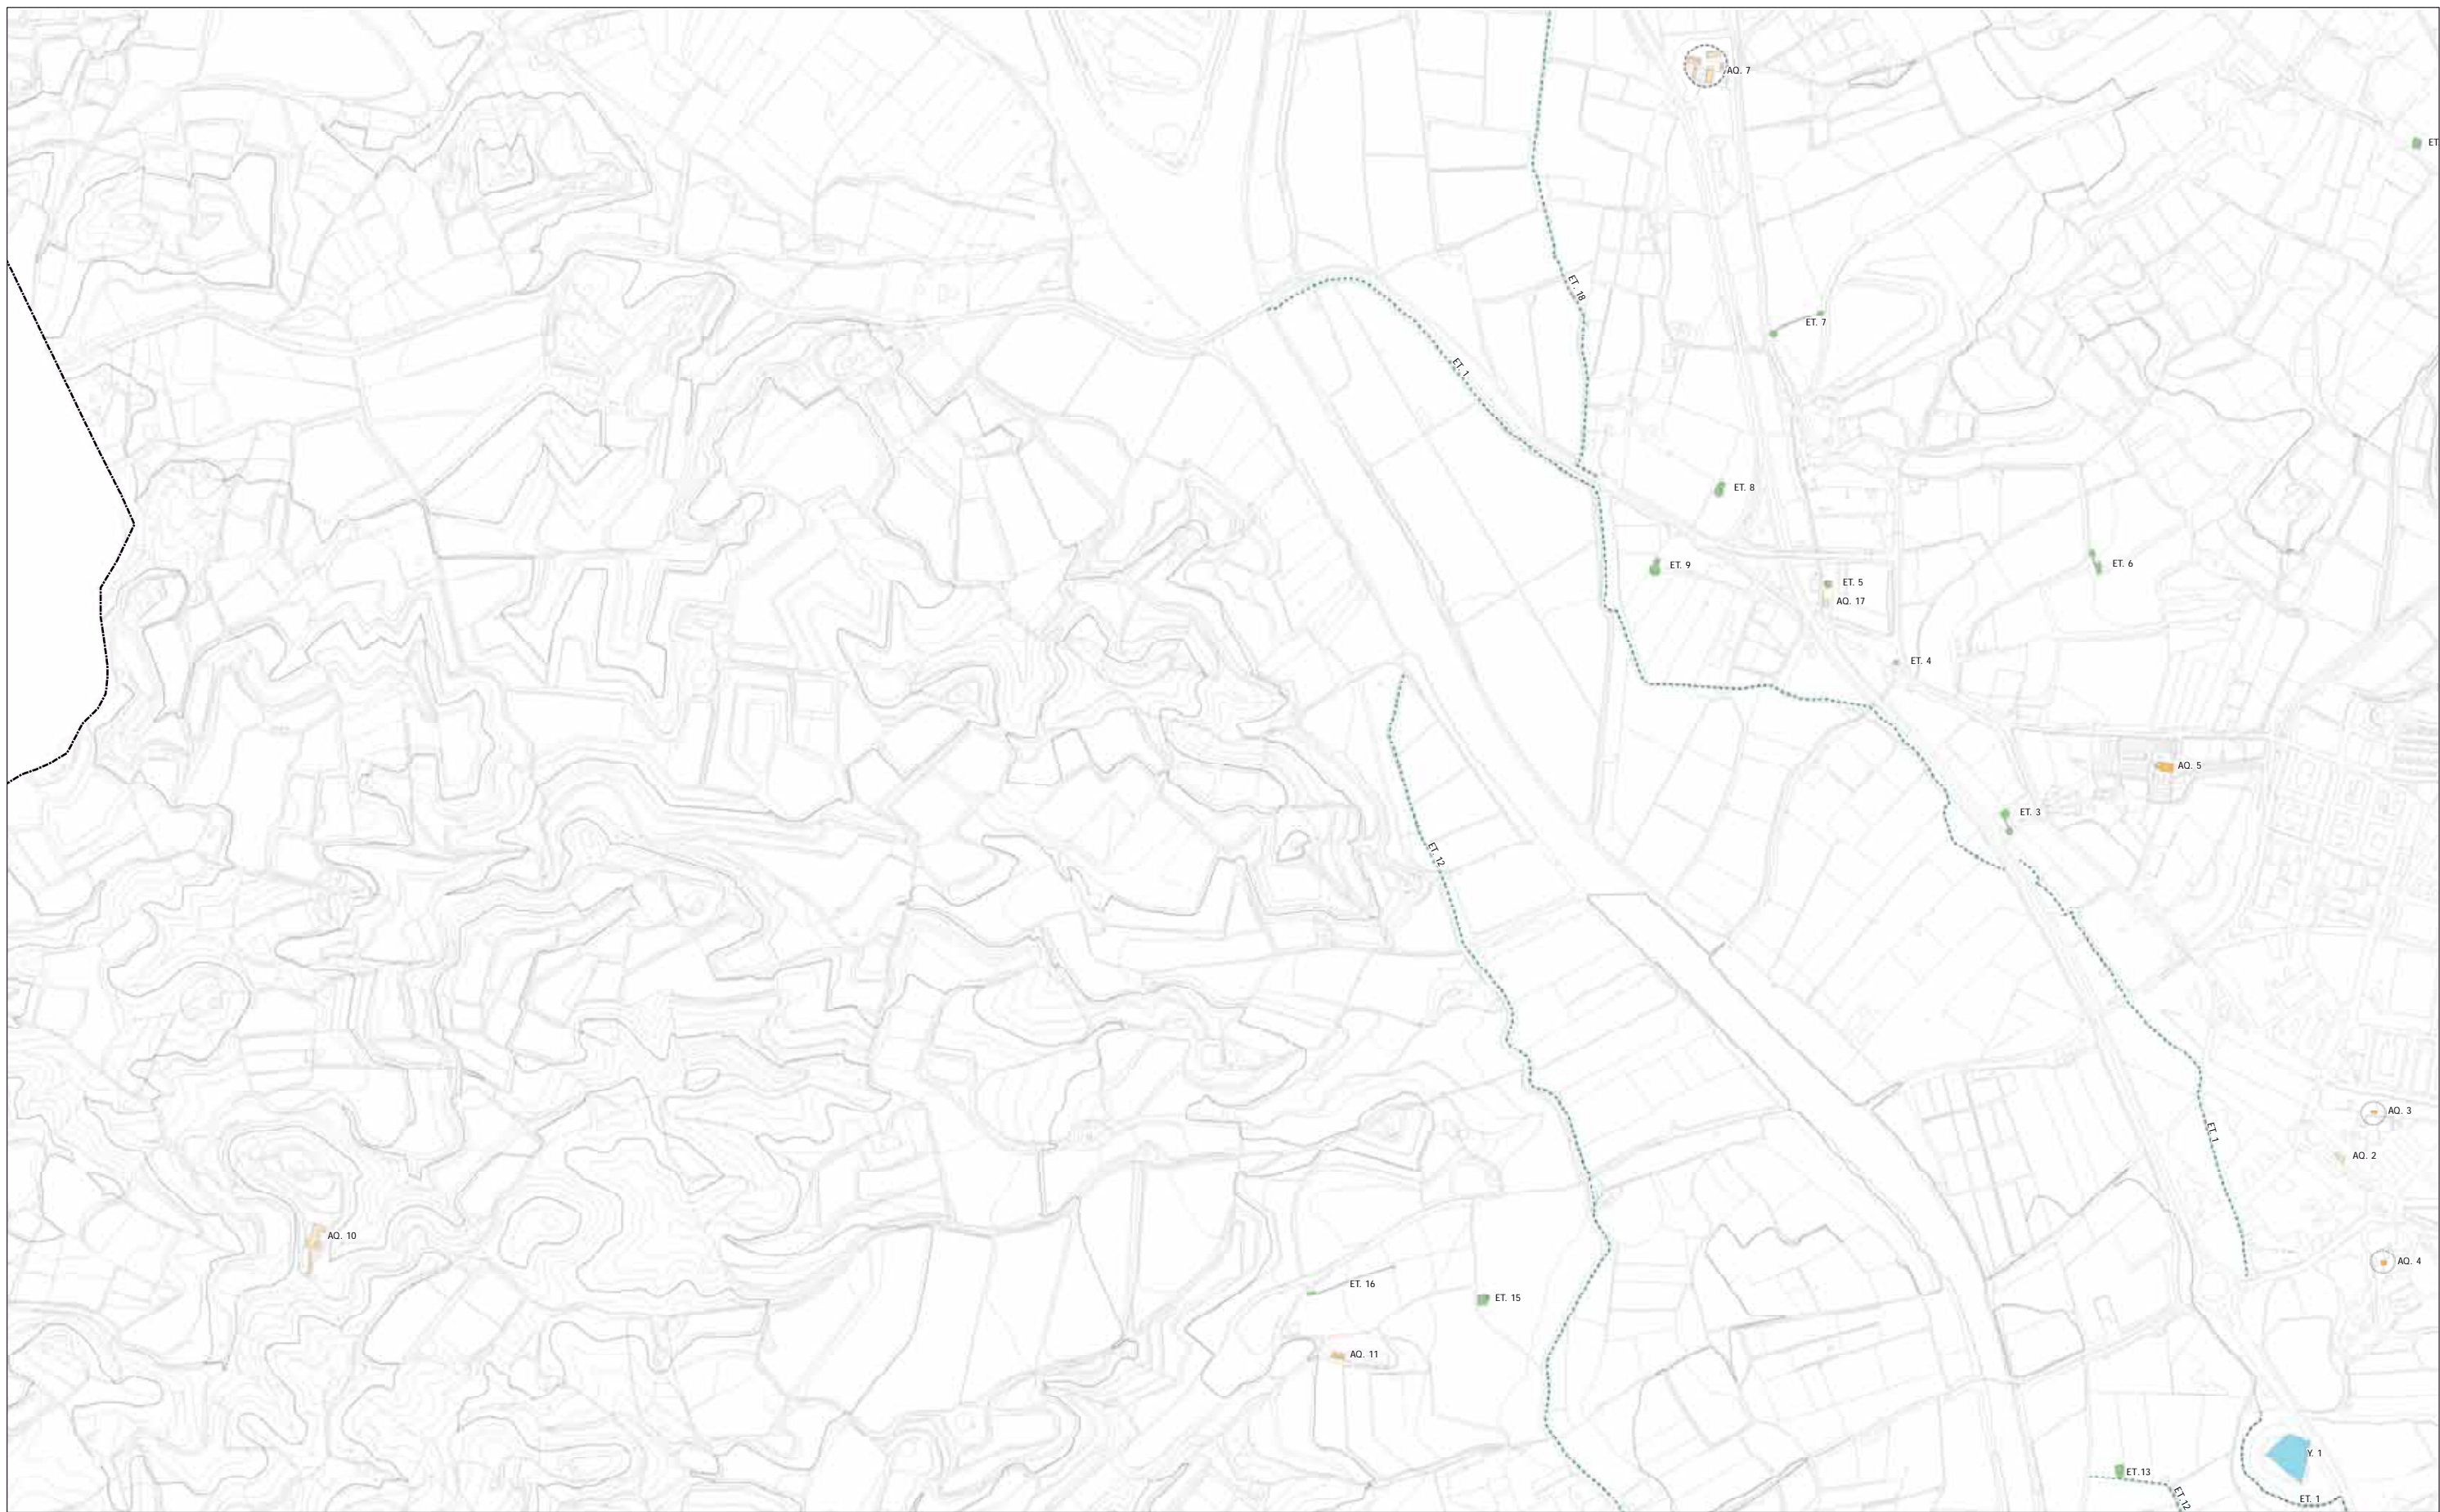 AQ. 7
ET
ET. 18
ET. 7
ET. 1
ET. 8
ET. 9
ET. 6
ET. 5
AQ. 17
ET. 4
AQ. 5
ET. 3
ET. 12
AQ. 3
ET. 1
AQ. 2
AQ. 10
AQ. 4
ET. 16
ET. 15
AQ. 11
Y. 1
ET.13
ET. 12
ET. 1